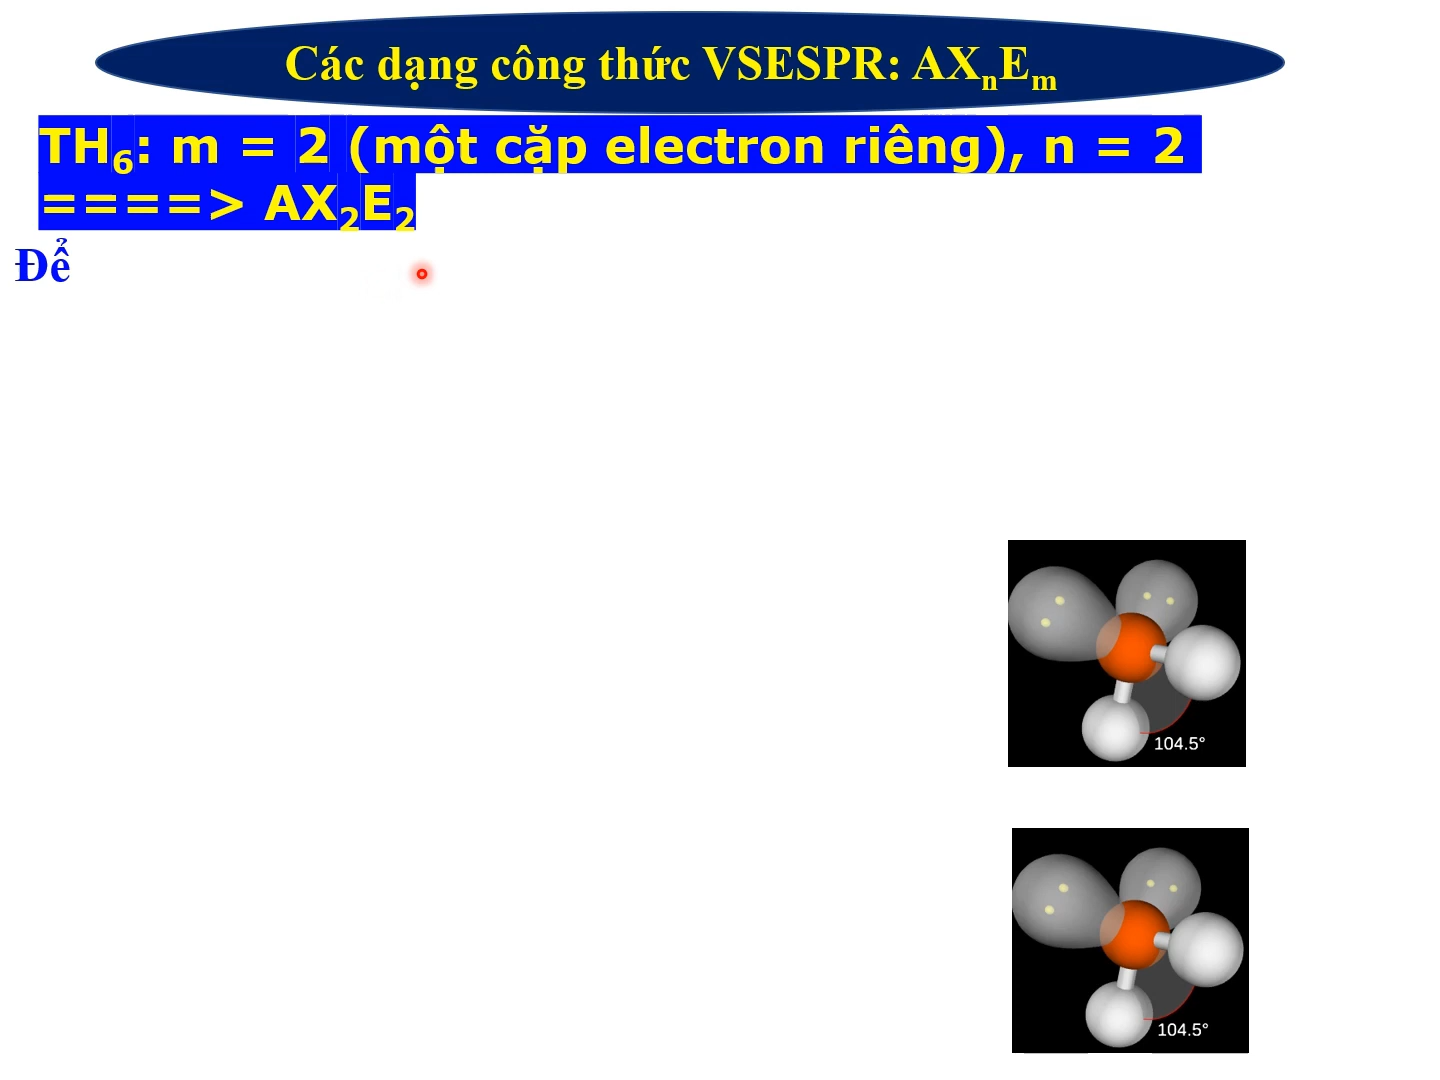 Các dạng công thức VSESPR: AXnEm
TH6: m = 2 (một cặp electron riêng), n = 2
====> AX2E2
Để
104.5°
104.5°